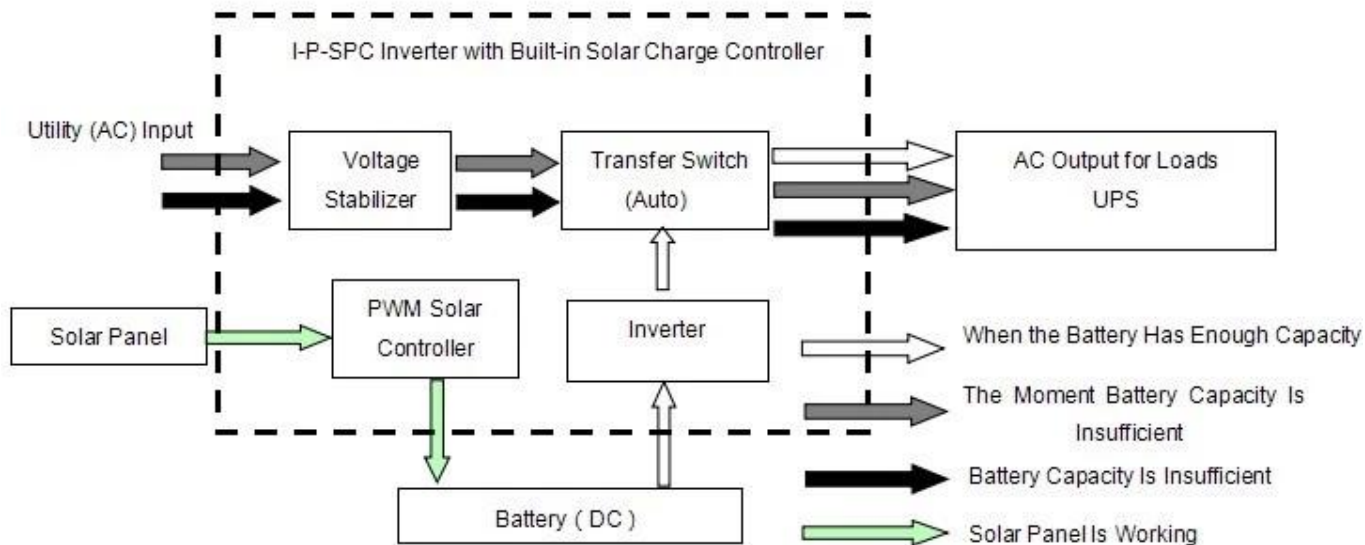 I-P-SPC Inverter with Built-in Solar Charge Controller
Utility (AC) Input
Voltage
Stabilizer
Transfer Switch
(Auto)
AC Output for Loads
UPS
Solar Panel
PWM Solar
Controller
Inverter
Battery ( DC )
When the Battery Has Enough Capacity
The Moment Battery Capacity Is
Insufficient
Battery Capacity Is Insufficient
Solar Panel Is Working